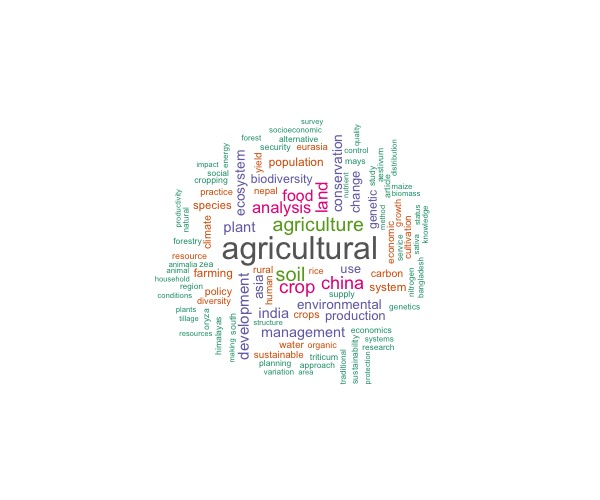 survey
socioeconomic
quality
forest
alternative
energy
security
eurasia
conservation
control
distribution
impact
ecosystem
yield
population
mays
study
aestivum
social
cropping
biodiversity
nutrient
change
article
maize
biomass
productivity
natural
practice
nepal
food
land
genetic
method
growth
species
analysis
status
knowledge
climate
plant
agriculture
economic
service
cultivation
sativa
forestry
agricultural
resource
animalia
zea
animal
farming
rural
soil
rice
use
carbon
nitrogen
bangladesh
household
region
asia
human
crop
china
system
conditions
policy
diversity
development
supply
environmental
genetics
plants
tillage
oryza
south
india
crops
production
structure
resources
himalayas
making
management
economics
systems
research
water
organic
sustainable
triticum
traditional
sustainability
protection
planning
approach
variation
area